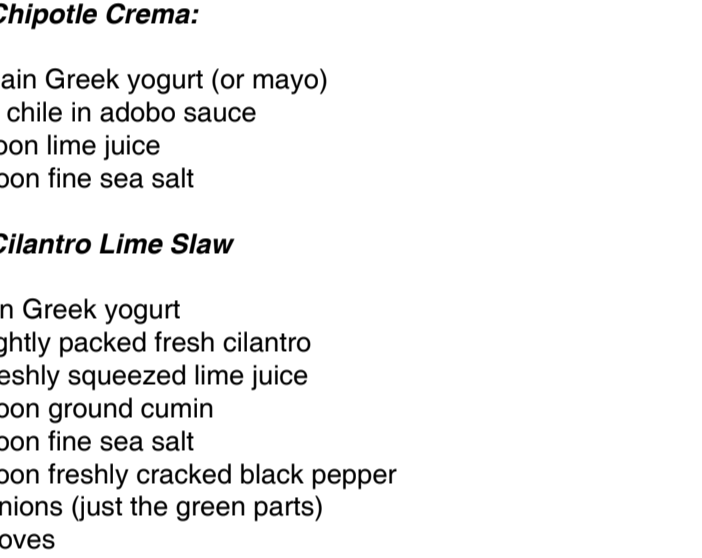 Chipotle Crema:
ain Greek yogurt (or mayo)
chile in adobo sauce
oon lime juice
oon fine sea salt
Cilantro Lime Slaw
n Greek yogurt
ghtly packed fresh cilantro
eshly squeezed lime juice
oon ground cumin
oon fine sea salt
oon freshly cracked black pepper
nions (just the green parts)
oves